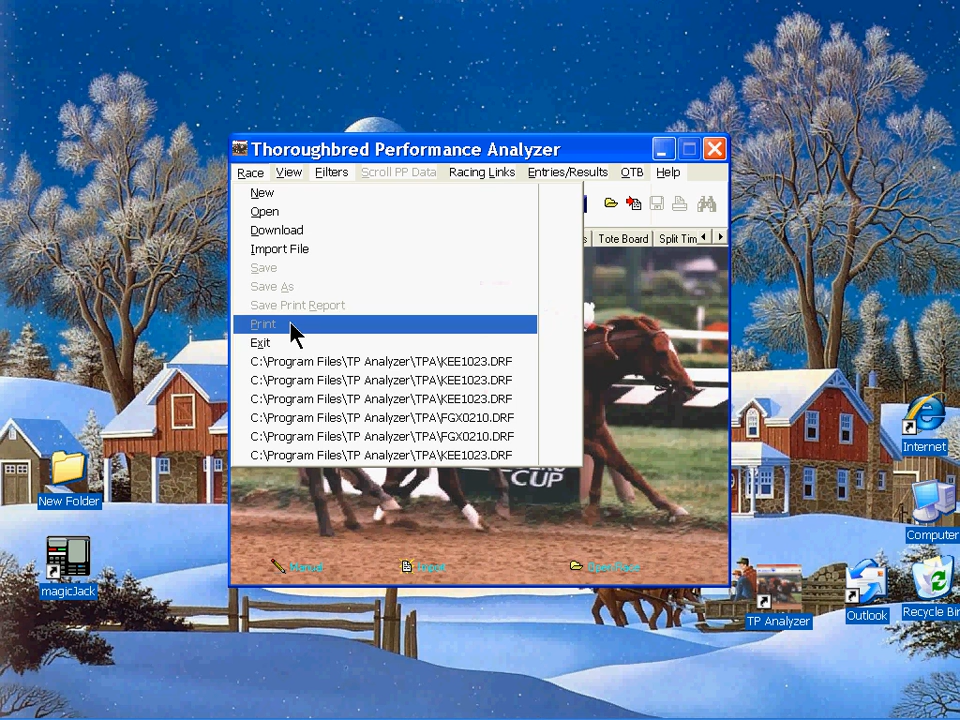 Thoroughbred Performance Analyzer
Race View Filters Scroll PP Data Racing Links Entries/Results OTB Help
New
Open
Download
Import File
Save
Save As
Save Print Report
Print
Exit
C:\Program Files\TP Analyzer\TPA\KEE1023.DRF
C:\Program Files\TP Analyzer\TPA\KEE1023.DRF
C:\Program Files\TP Analyzer\TPA\KEE1023.DRF
C:\Program Files\TP Analyzer\TPA\FGX0210.DRF
C:\Program Files\TP Analyzer\TPA\FGX0210.DRF
C:\Program Files\TP Analyzer\TPA\KEE1023.DRF
s Tote Board Split Tim
CUP
Manual Import Open Race
New Folder
magicJack
Internet
Computer
TP Analyzer
Outlook
Recycle Bin